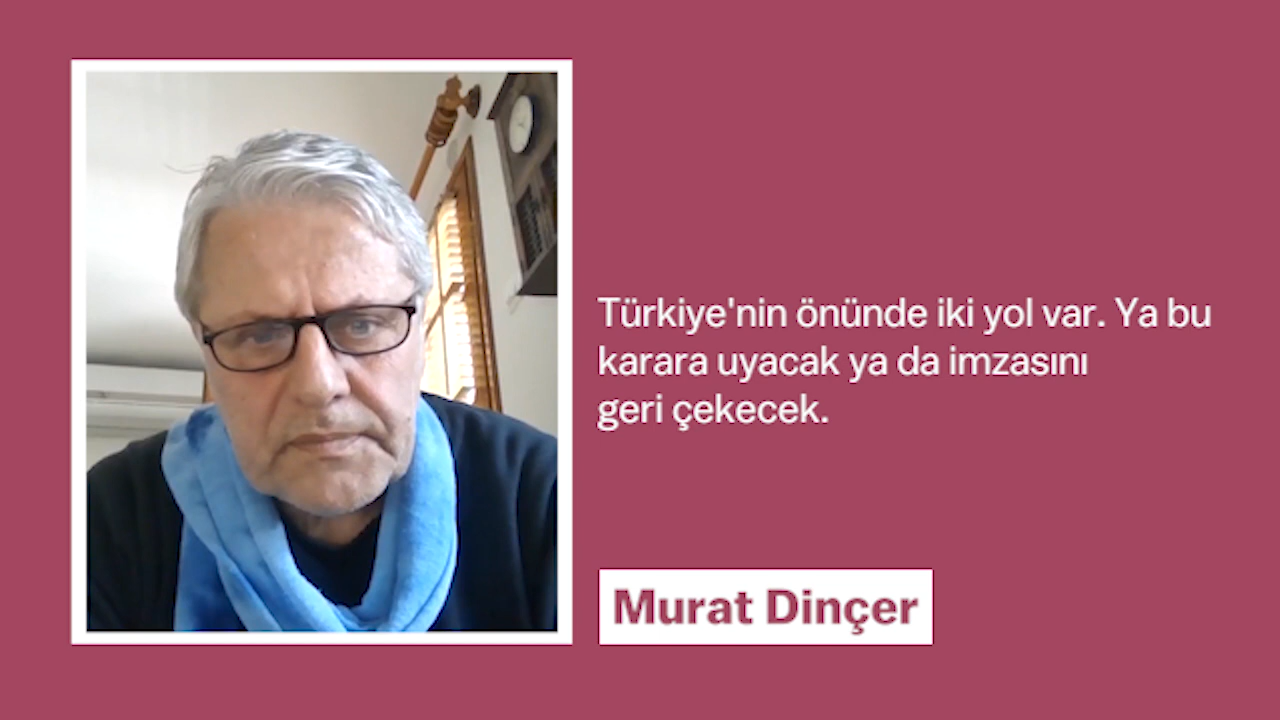 Türkiye'nin önünde iki yol var. Ya bu
karara uyacak ya da imzasını
geri çekecek.
Murat Dinçer